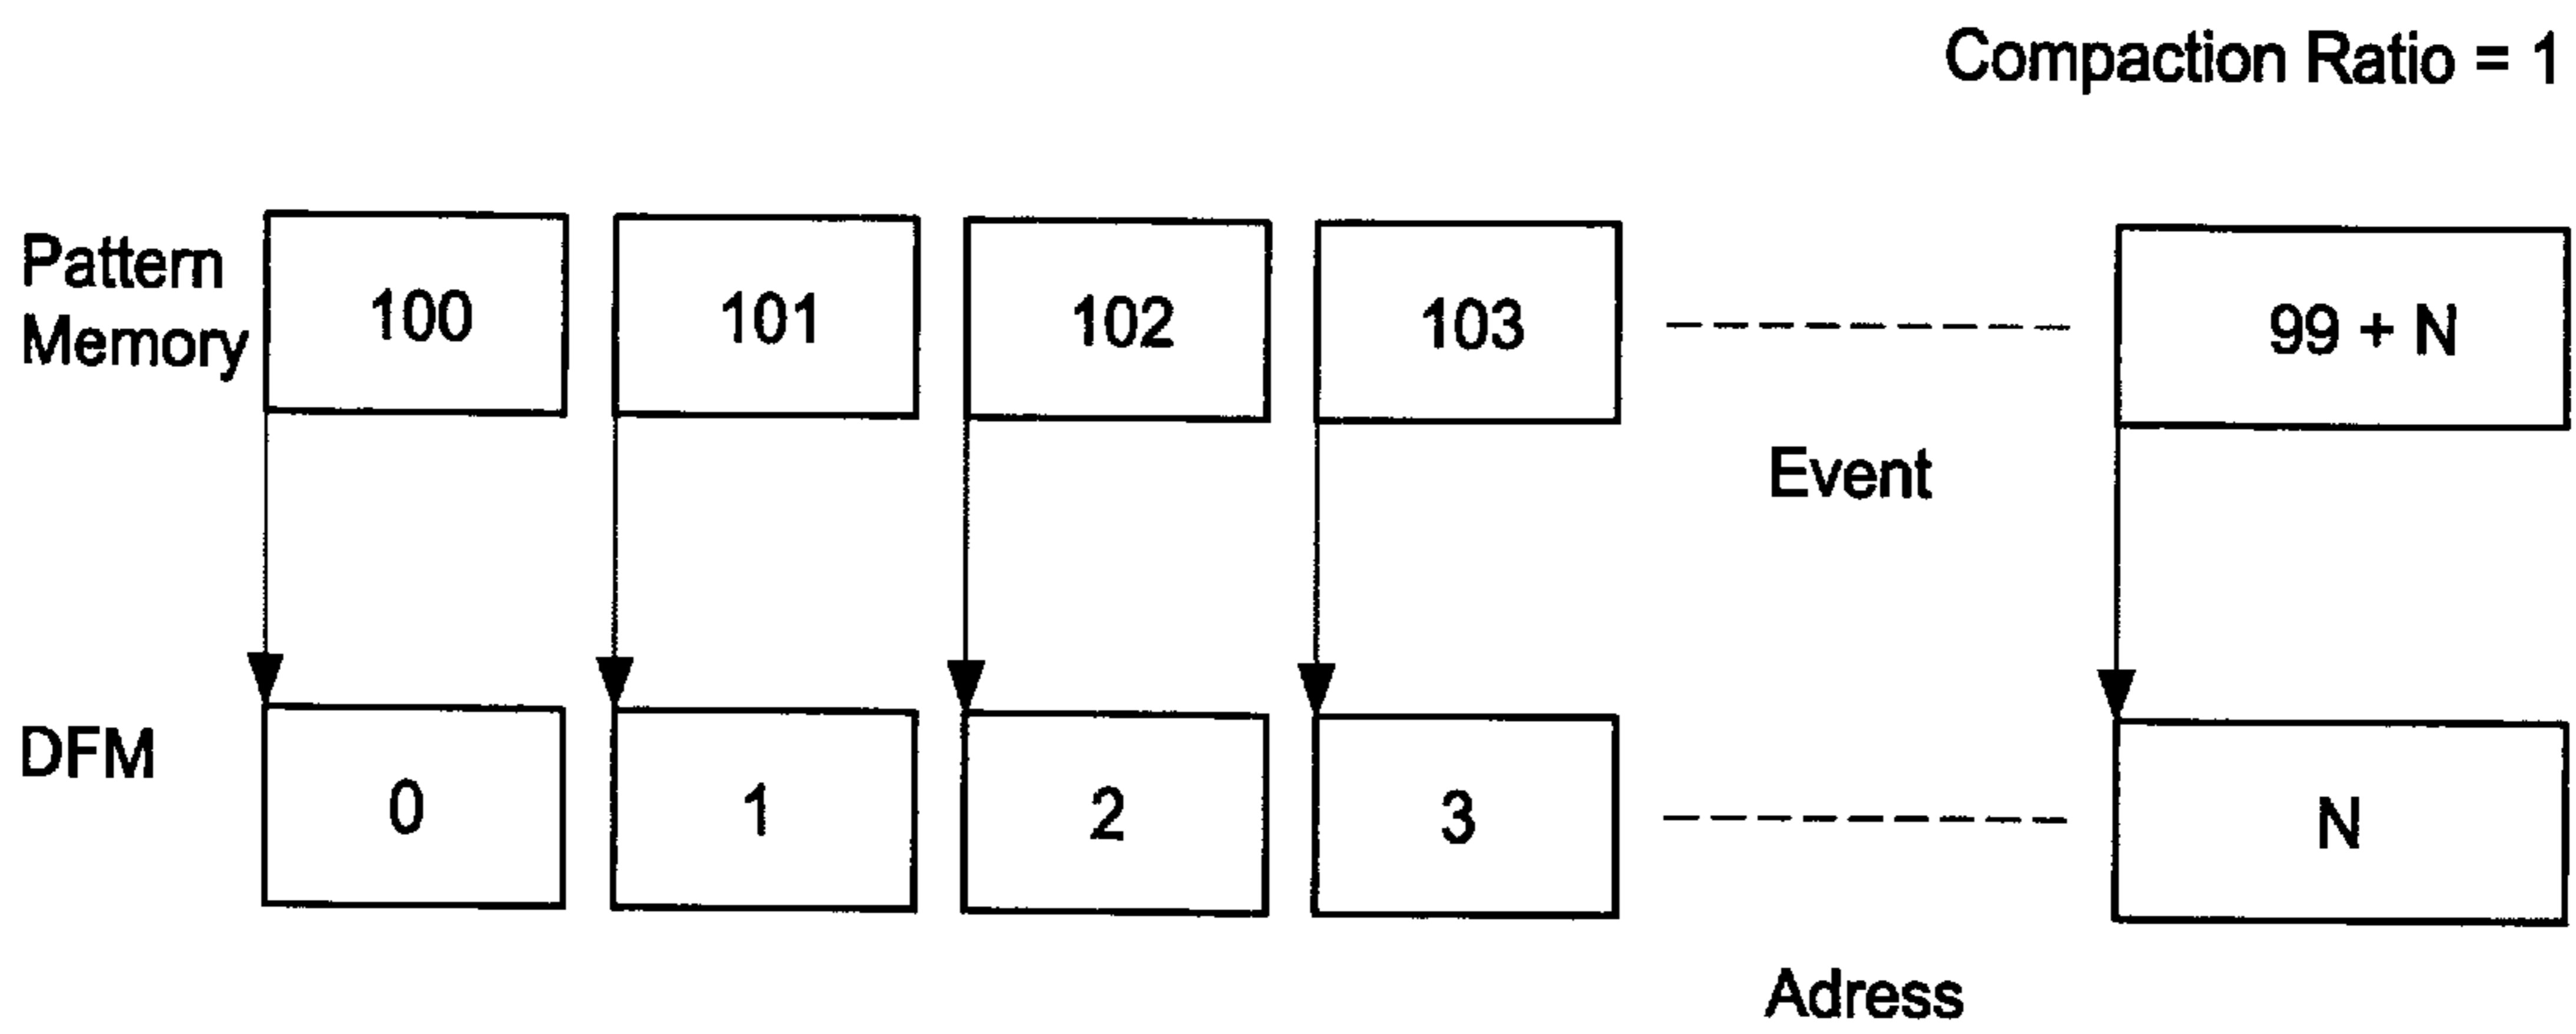 Compaction Ratio = 1
Pattern
Memory
100
101
102
103
99 + N
Event
DFM
0
1
2
3
N
Adress